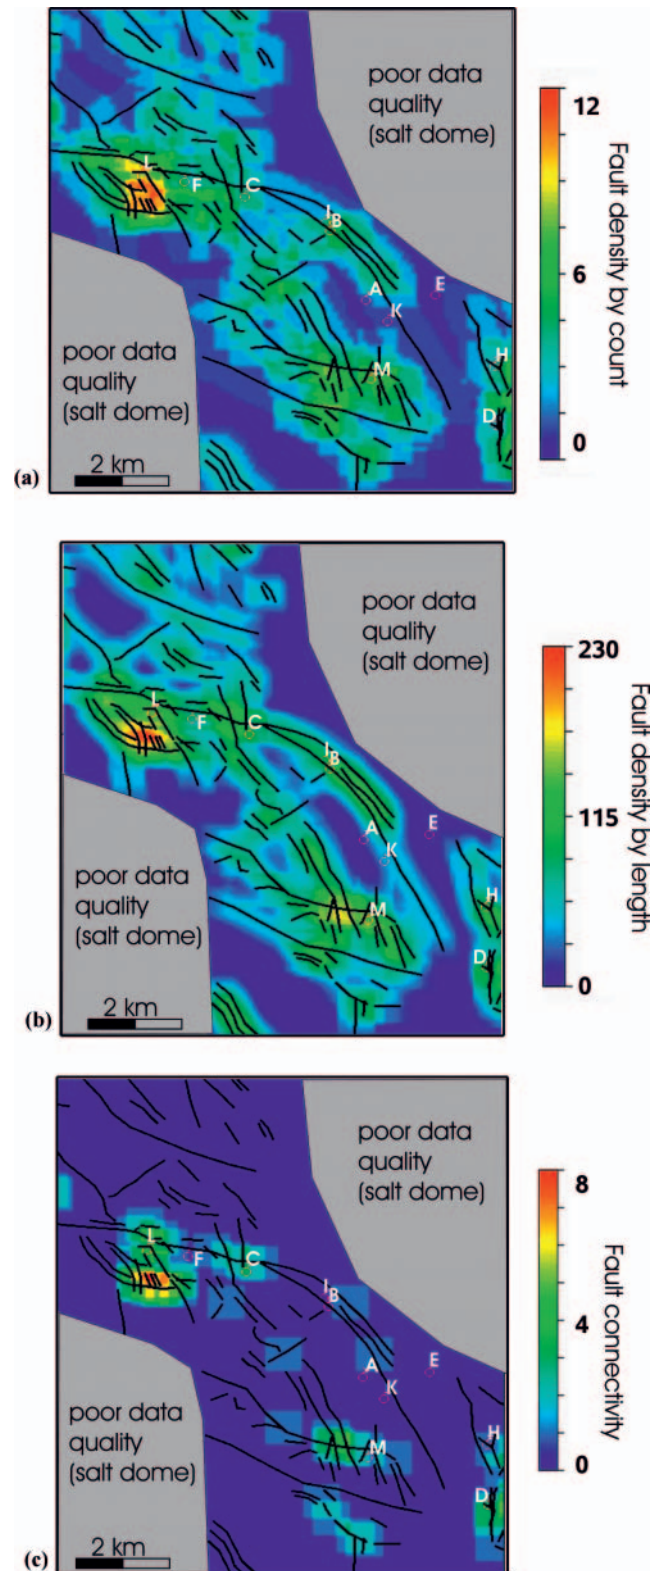 poor data
quality
(salt dome)
L
F
C
I
B
A
E
K
M
H
D
poor data
quality
(salt dome)
2 km
(a)
12
6
0
Fault density by count
poor data
quality
(salt dome)
L
F
C
I
B
A
E
K
M
H
D
poor data
quality
(salt dome)
2 km
(b)
230
115
0
Fault density by length
poor data
quality
(salt dome)
L
F
C
I
B
A
E
K
M
H
D
poor data
quality
(salt dome)
2 km
(c)
8
4
0
Fault connectivity